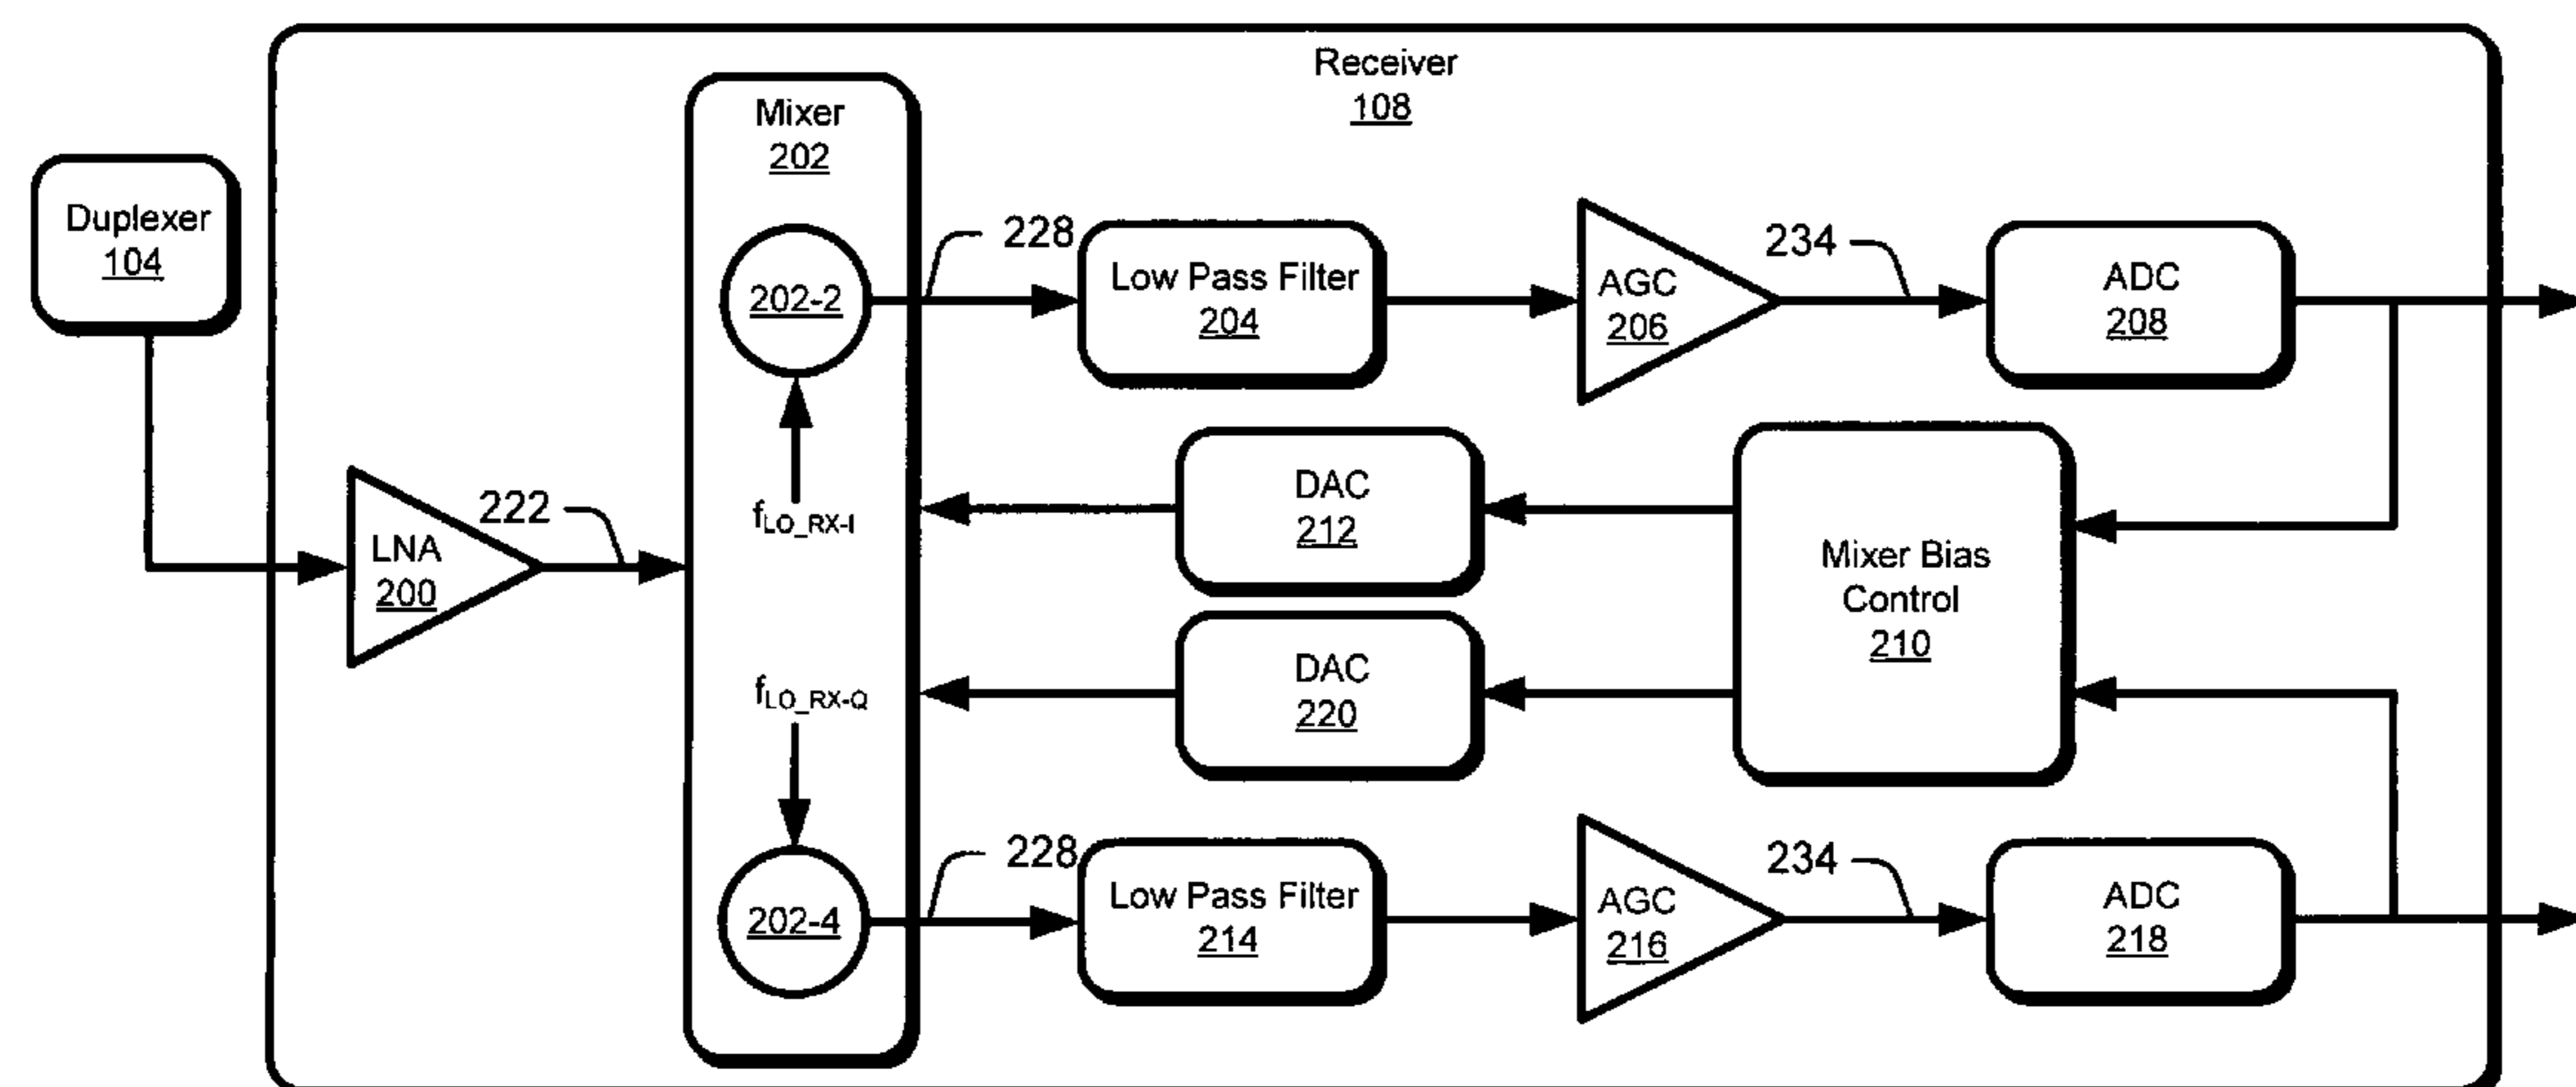 Receiver
108
Duplexer
104
Mixer
202
202-2
fLO_RX-I
fLO_RX-Q
202-4
LNA
200
222
228
Low Pass Filter
204
AGC
206
234
ADC
208
DAC
212
DAC
220
Mixer Bias
Control
210
228
Low Pass Filter
214
AGC
216
234
ADC
218